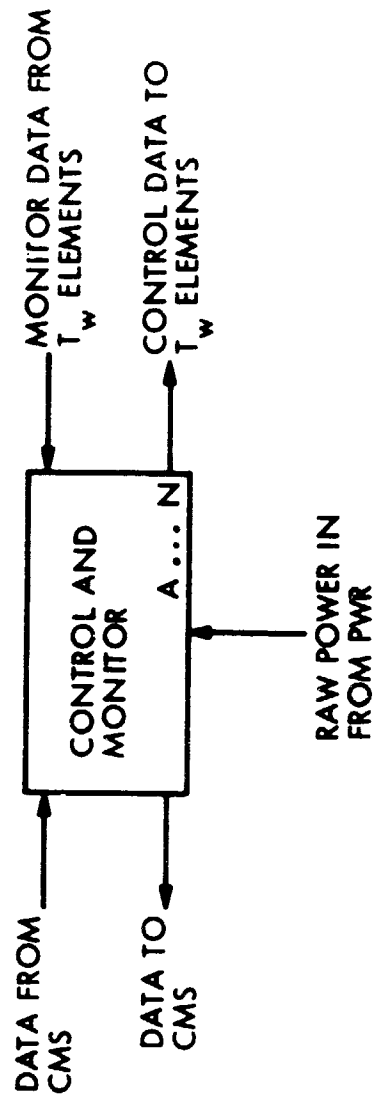 DATA FROM
CMS
DATA TO
CMS
CONTROL AND
MONITOR
A .... N
RAW POWER IN
FROM PWR
MONITOR DATA FROM
T_w ELEMENTS
CONTROL DATA TO
T_w ELEMENTS